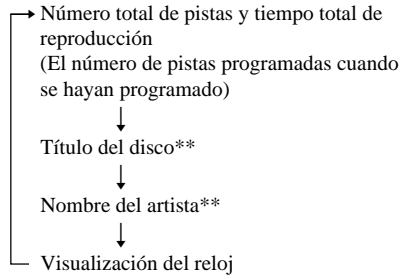 Número total de pistas y tiempo total de
reproducción
(El número de pistas programadas cuando
se hayan programado)
Título del disco**
Nombre del artista**
Visualización del reloj